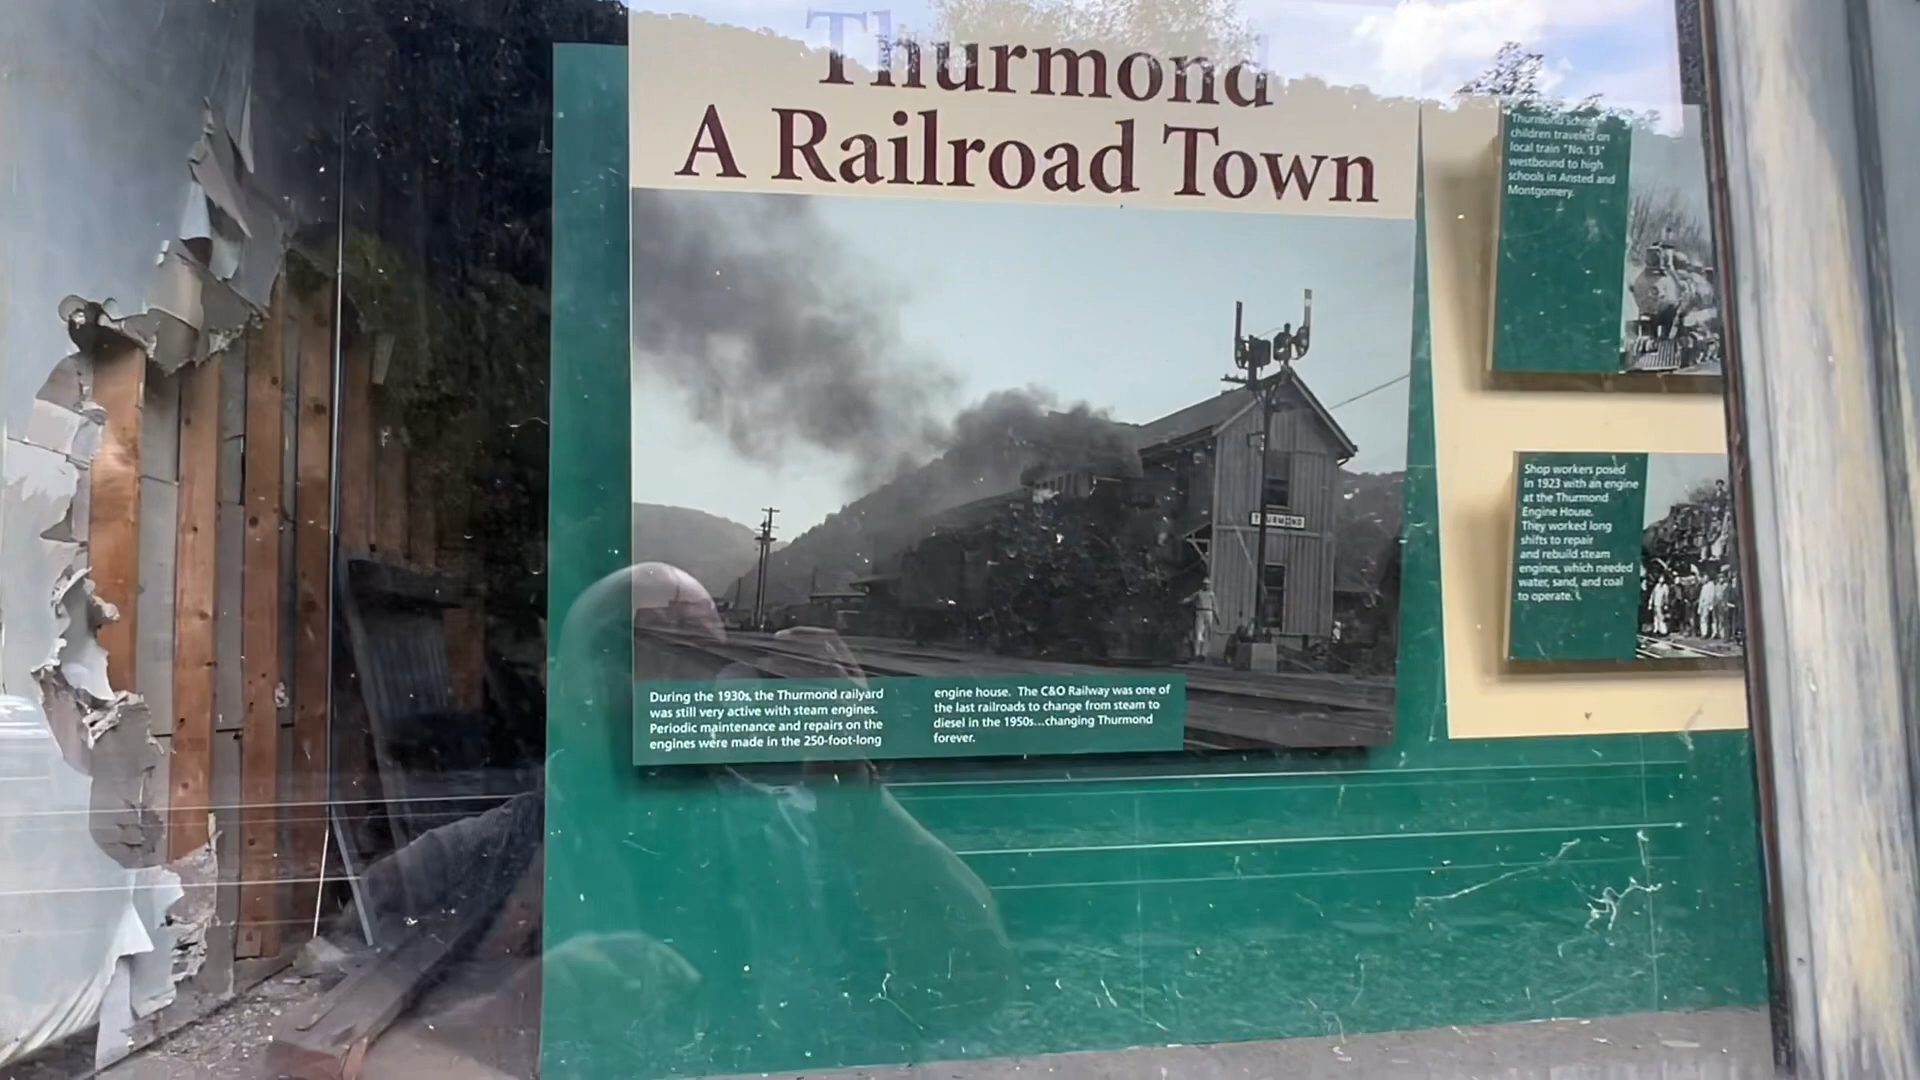 Thurmond
A Railroad Town
THURMOND
During the 1930s, the Thurmond railyard
was still very active with steam engines.
Periodic maintenance and repairs on the
engines were made in the 250-foot-long
engine house. The C&O Railway was one of
the last railroads to change from steam to
diesel in the 1950s...changing Thurmond
forever.
Thurmond school
children traveled on
local train "No. 13"
westbound to high
schools in Ansted and
Montgomery.
Shop workers posed
in 1923 with an engine
at the Thurmond
Engine House.
They worked long
shifts to repair
and rebuild steam
engines, which needed
water, sand, and coal
to operate.